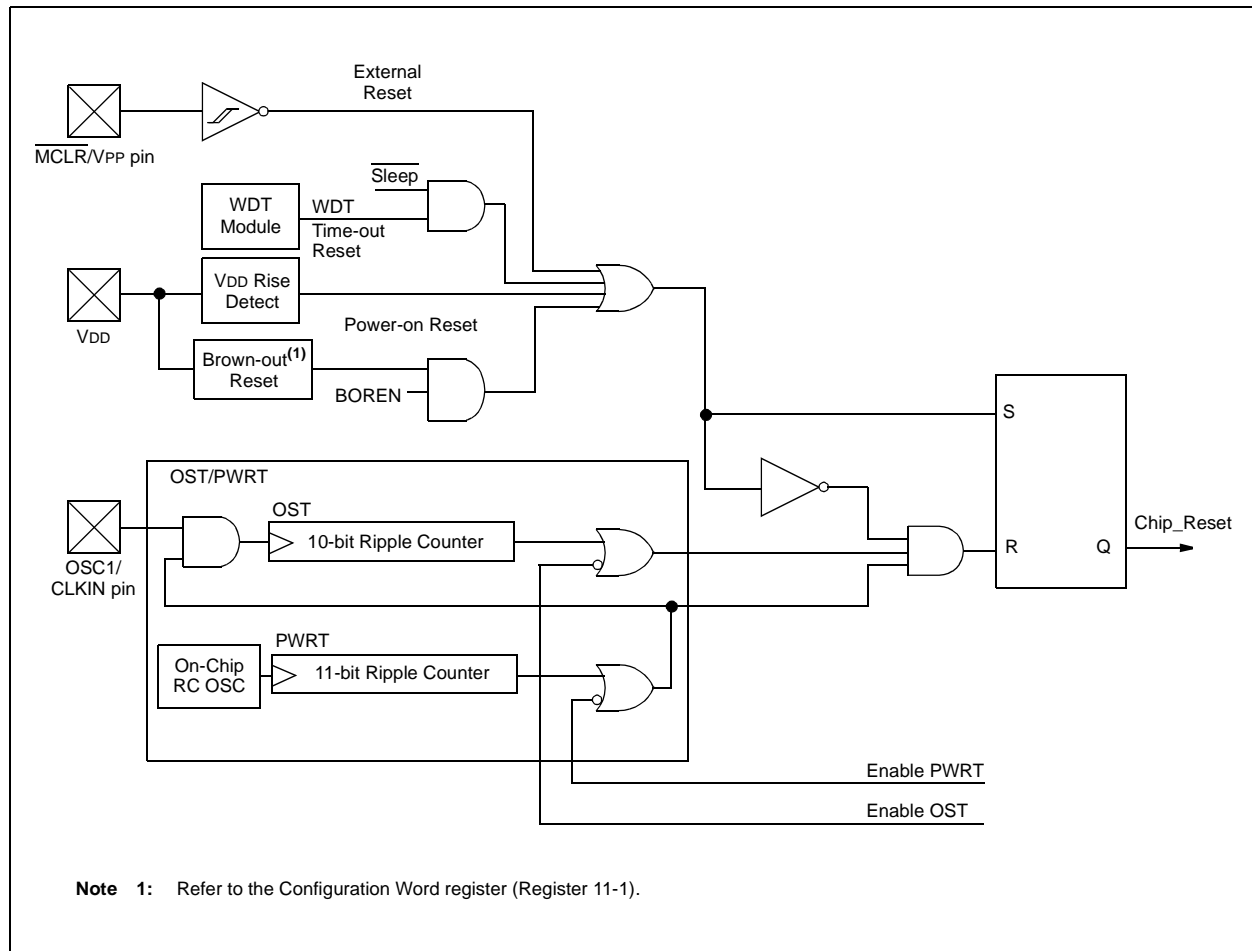 External
Reset
MCLR/VPP pin
Sleep
WDT
Module
WDT
Time-out
Reset
VDD Rise
Detect
VDD
Power-on Reset
Brown-out(1)
Reset
BOREN
S
OST/PWRT
OST
10-bit Ripple Counter
OSC1/
CLKIN pin
Chip_Reset
R
Q
PWRT
On-Chip
RC OSC
11-bit Ripple Counter
Enable PWRT
Enable OST
Note 1: Refer to the Configuration Word register (Register 11-1).